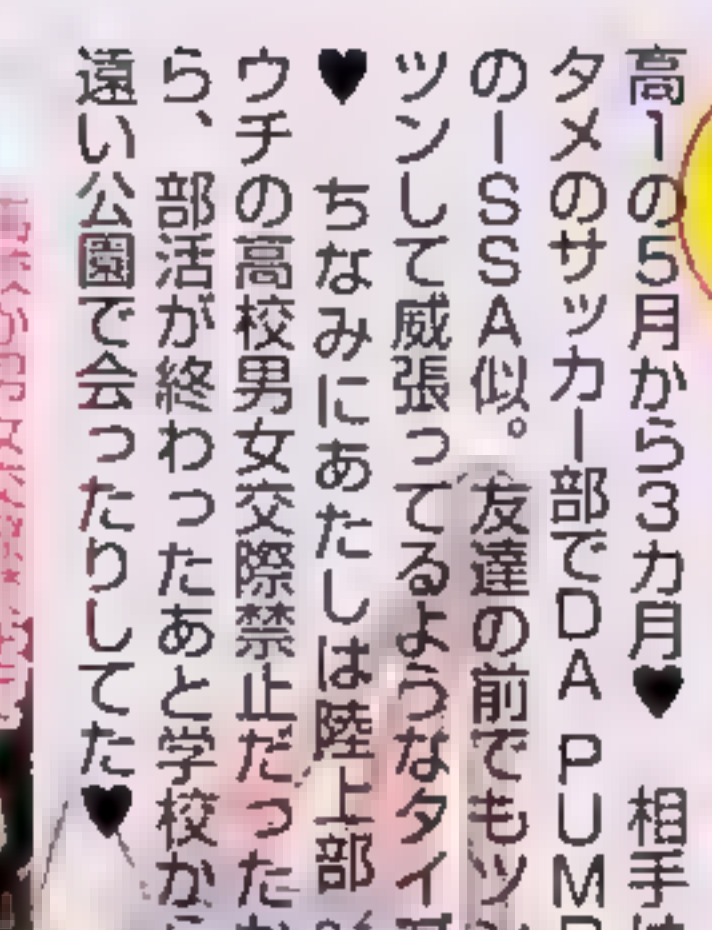 高1の5月から3カ月♥ 相手は
タメのサッカー部でDA PUMP
のISSA似。友達の前でもツン
ツンして威張ってるようなタイプ
♥ ちなみにあたしは陸上部
ウチの高校男女交際禁止だったか
ら、部活が終わったあと学校から
遠い公園で会ったりしてた♥